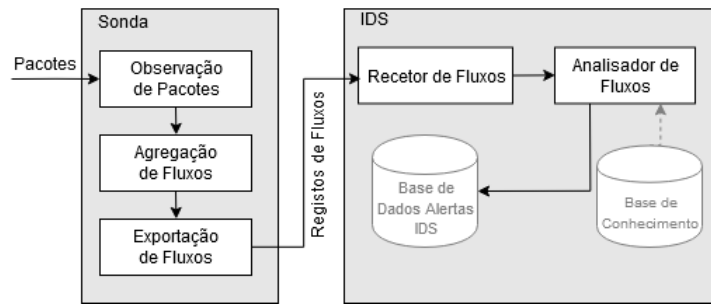 Sonda
Pacotes
Observação
de Pacotes
Agregação
de Fluxos
Exportação
de Fluxos
Registos de Fluxos
IDS
Recetor de Fluxos
Analisador de
Fluxos
Base de
Dados Alertas
IDS
Base de
Conhecimento